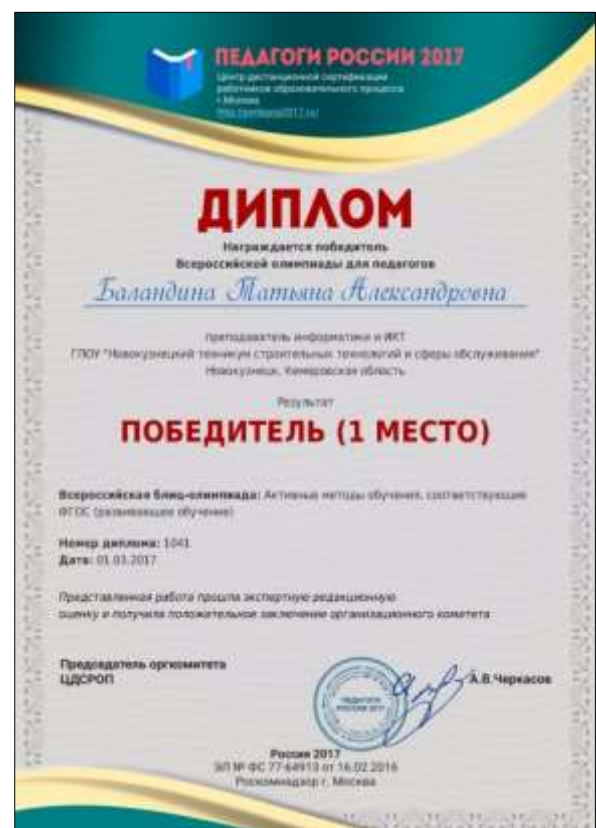 ПЕДАГОГИ РОССИИ 2017
Центр дистанционной сертификации
работников образовательного процесса
г.Москва
ДИПЛОМ
Награждается победитель
Всероссийской олимпиады для педагогов
Баландина Татьяна Александровна
преподаватель информатики и ИКТ
ГПОУ "Новокузнецкий техникум строительных технологий и сферы обслуживания"
Новокузнецк, Кемеровская область
Результат
ПОБЕДИТЕЛЬ (1 МЕСТО)
Всероссийская блиц-олимпиада: Активные методы обучения, соответствующие
ФГОС (развивающее обучение)
Номер диплома: 1041
Дата: 01.03.2017
Представленная работа прошла экспертную редакционную
оценку и получила положительное заключение организационного комитета
Председатель оргкомитета
ЦДСРОП
ПЕДАГОГИ
РОССИИ 2017
А.В.Черкасов
Россия 2017
ЭЛ № ФС 77-64913 от 16.02.2016
Роскомнадзор г. Москва